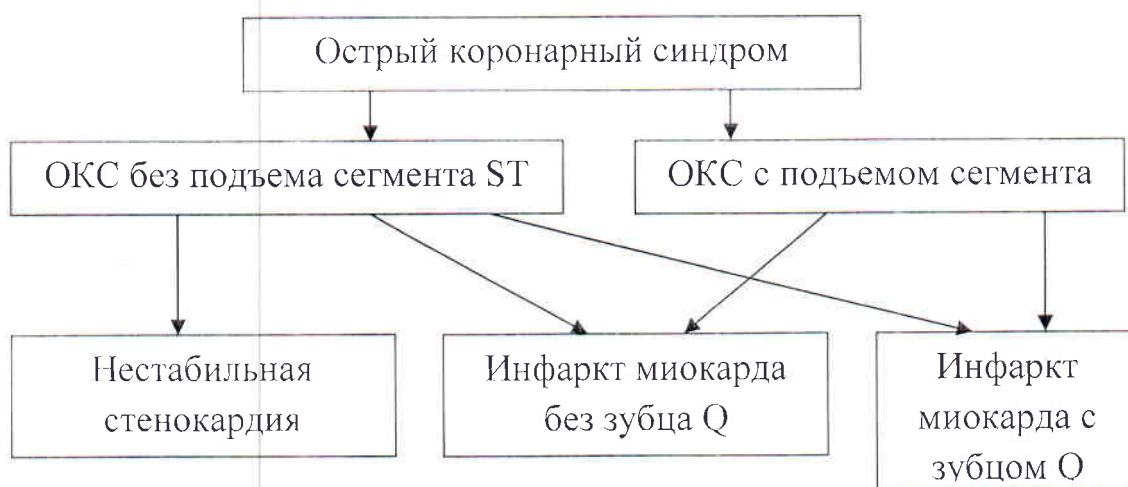 Острый коронарный синдром
ОКС без подъема сегмента ST
ОКС с подъемом сегмента
Нестабильная
стенокардия
Инфаркт миокарда
без зубца Q
Инфаркт
миокарда с
зубцом Q